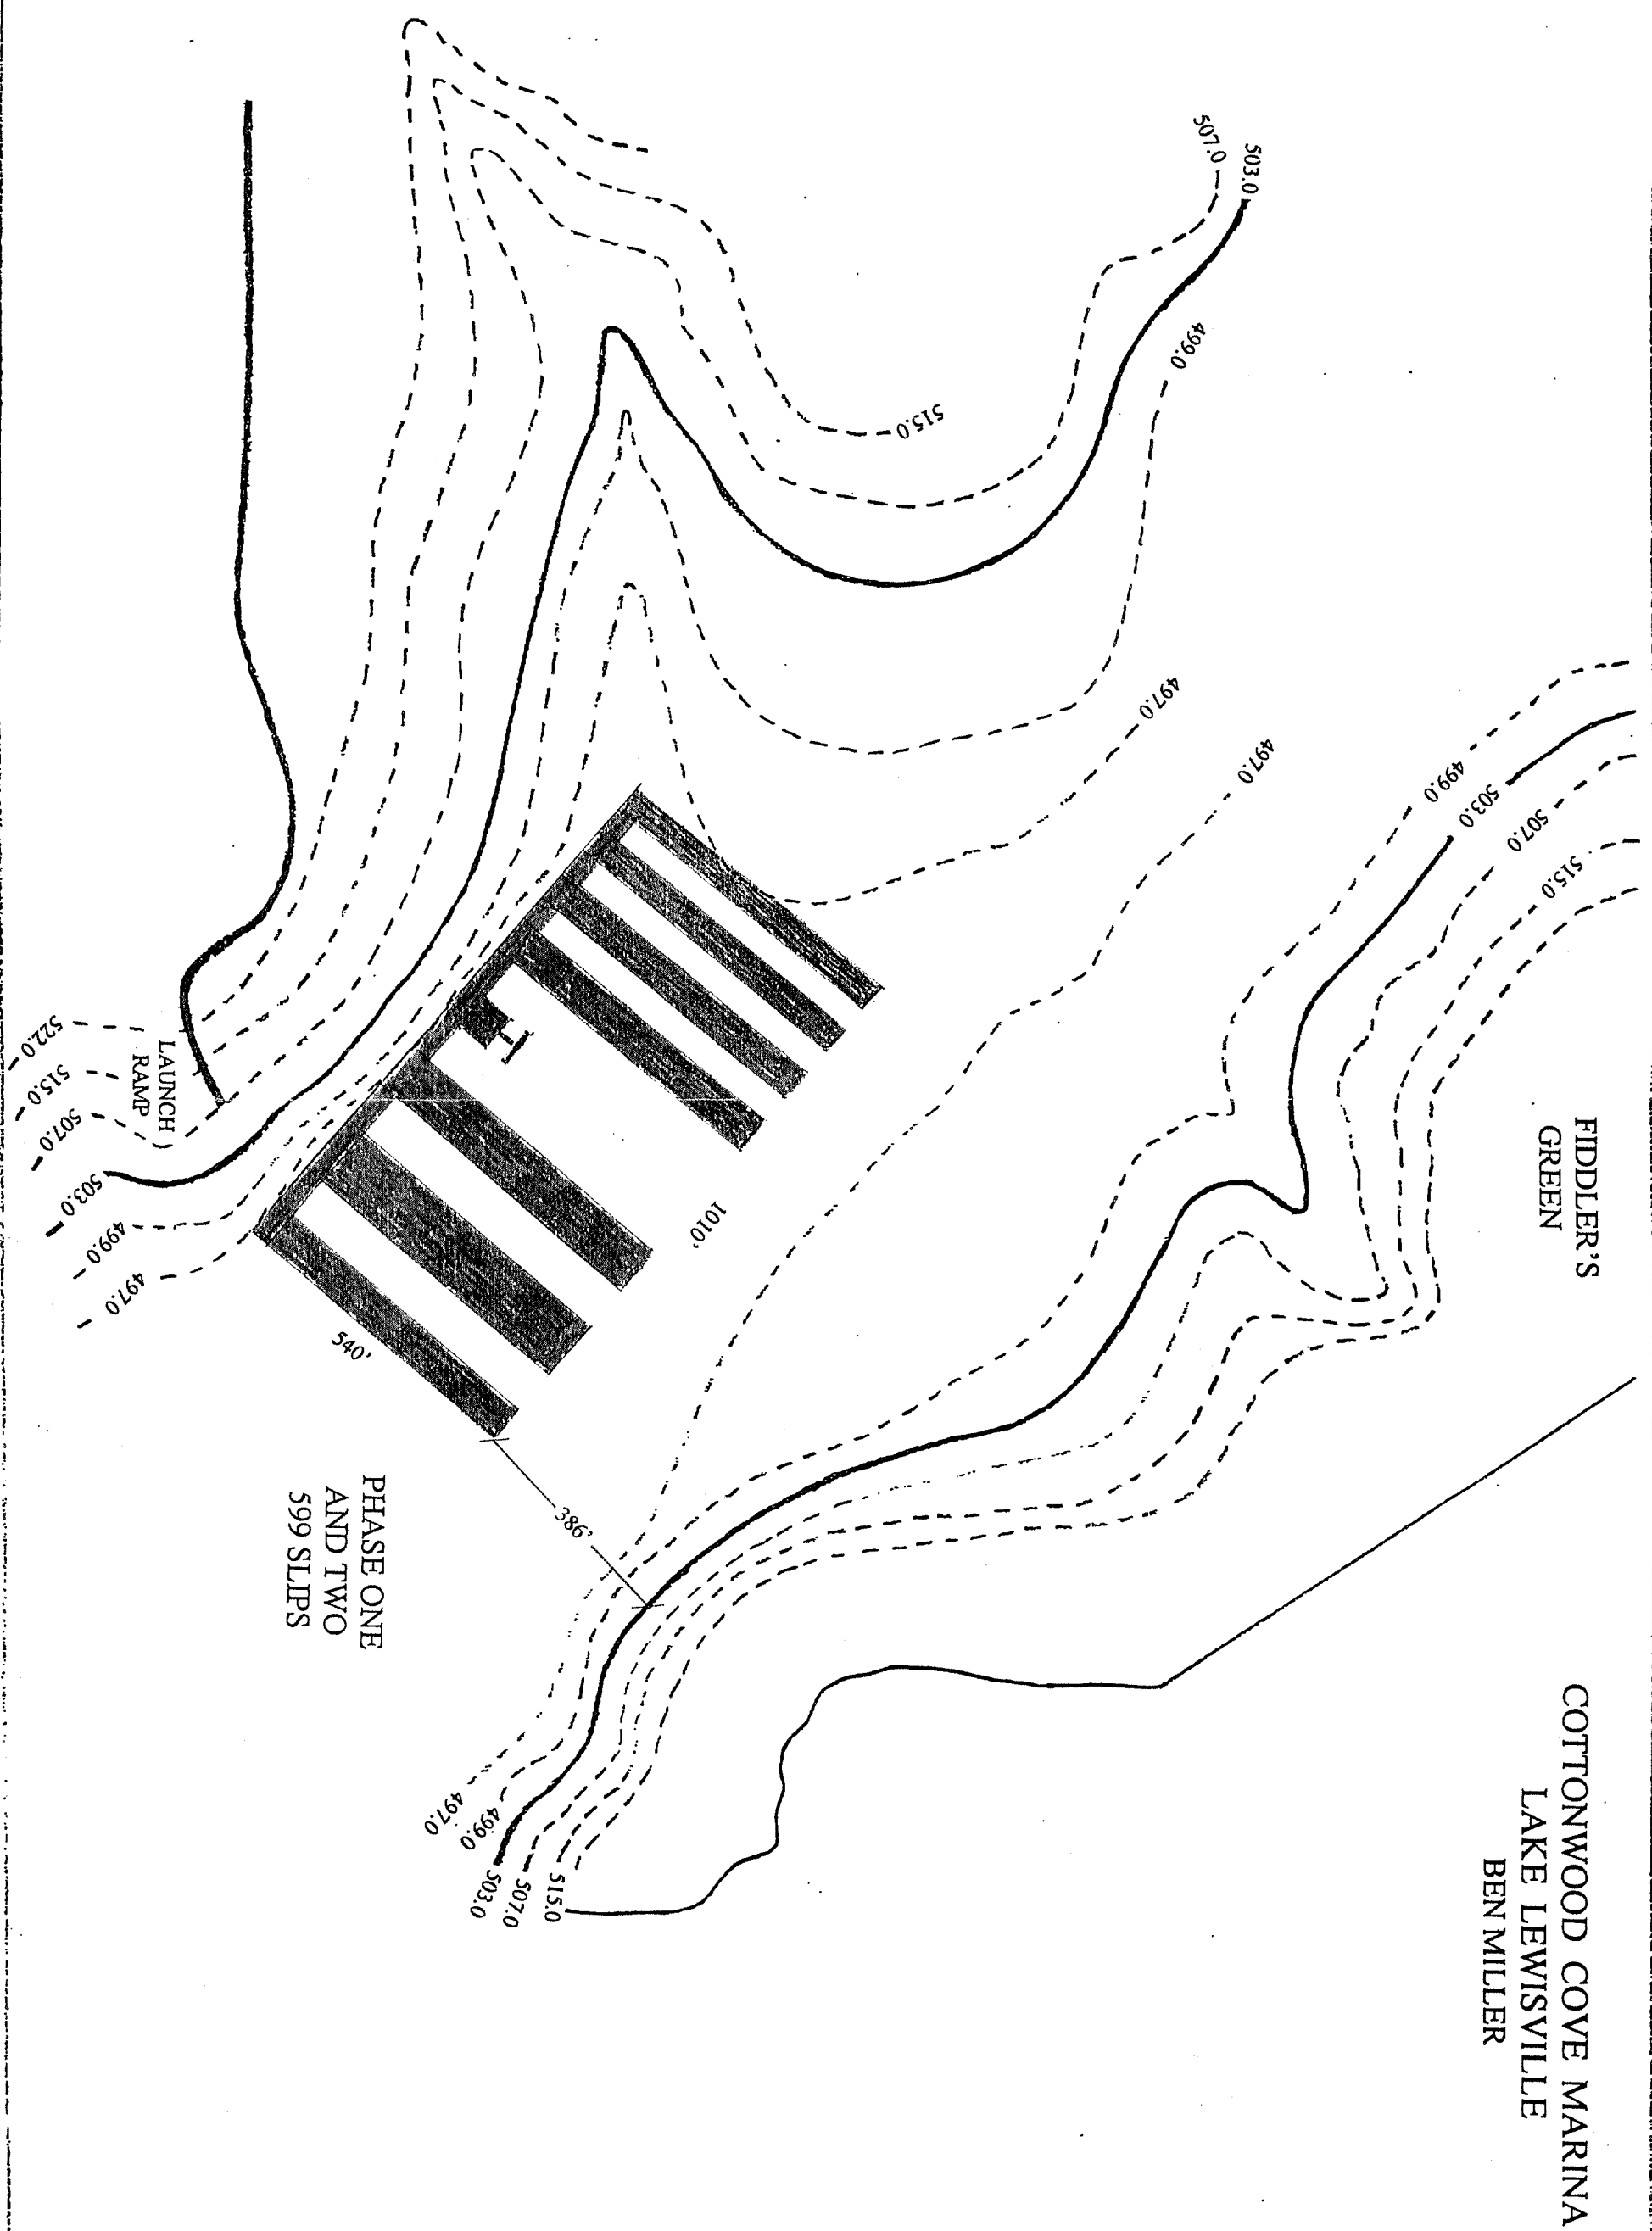 COTTONWOOD COVE MARINA
LAKE LEWISVILLE
BEN MILLER
FIDDLER'S
GREEN
515.0
507.0
503.0
499.0
497.0
503.0
507.0
499.0
497.0
515.0
1010'
540'
386'
LAUNCH
RAMP
522.0
515.0
507.0
503.0
499.0
497.0
515.0
507.0
503.0
499.0
497.0
PHASE ONE
AND TWO
599 SLIPS